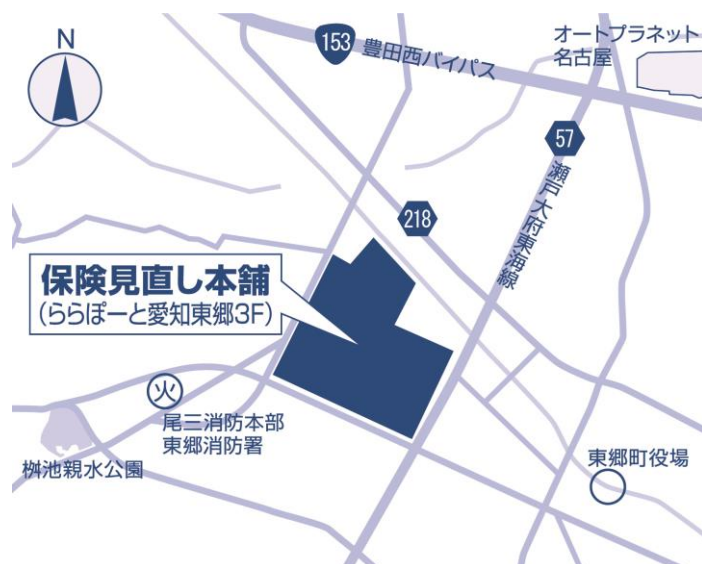 N
153
豊田西バイパス
オートプラネット
名古屋
57
瀬戸大府東海線
218
保険見直し本舗
(ららぽーと愛知東郷3F)
火
尾三消防本部
東郷消防署
桝池親水公園
東郷町役場